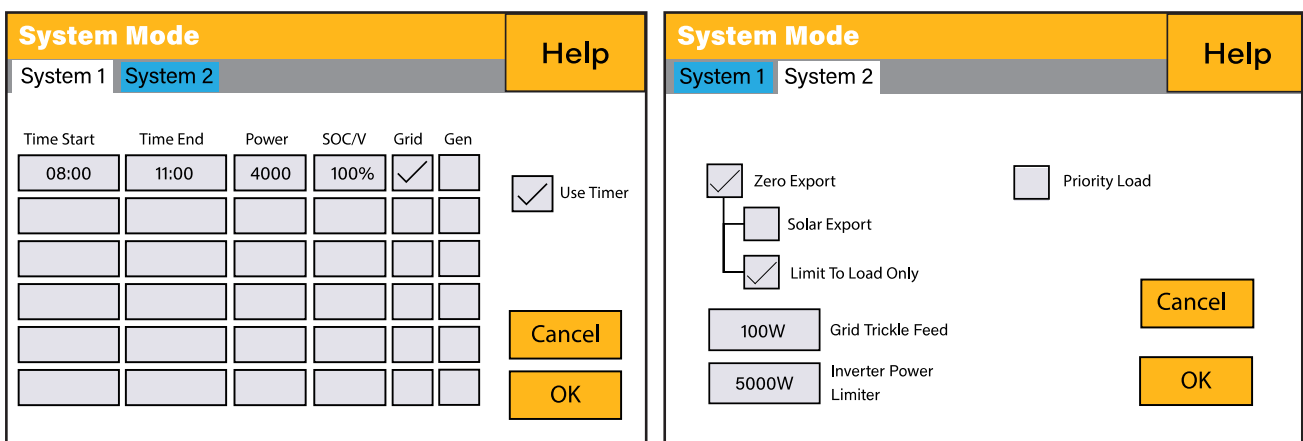 System Mode
Help
System 1 System 2
Time Start Time End Power SOC/V Grid Gen
08:00 11:00 4000 100%
Use Timer
Cancel
OK
System Mode
Help
System 1 System 2
Zero Export
Priority Load
Solar Export
Limit To Load Only
Cancel
100W Grid Trickle Feed
5000W Inverter Power
Limiter
OK